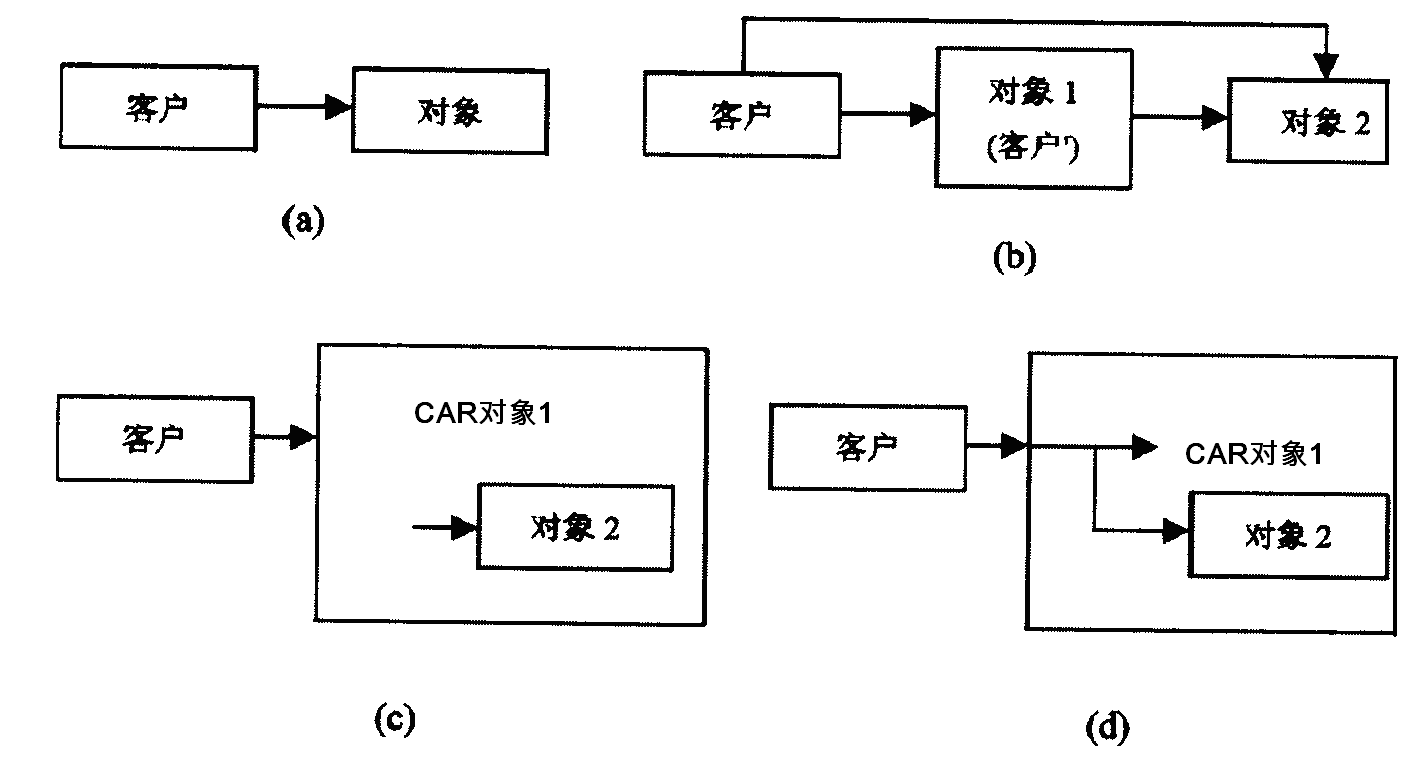 客户
对象
(a)
客户
对象 1
(客户')
对象 2
(b)
客户
CAR对象1
对象 2
(c)
客户
CAR对象1
对象 2
(d)